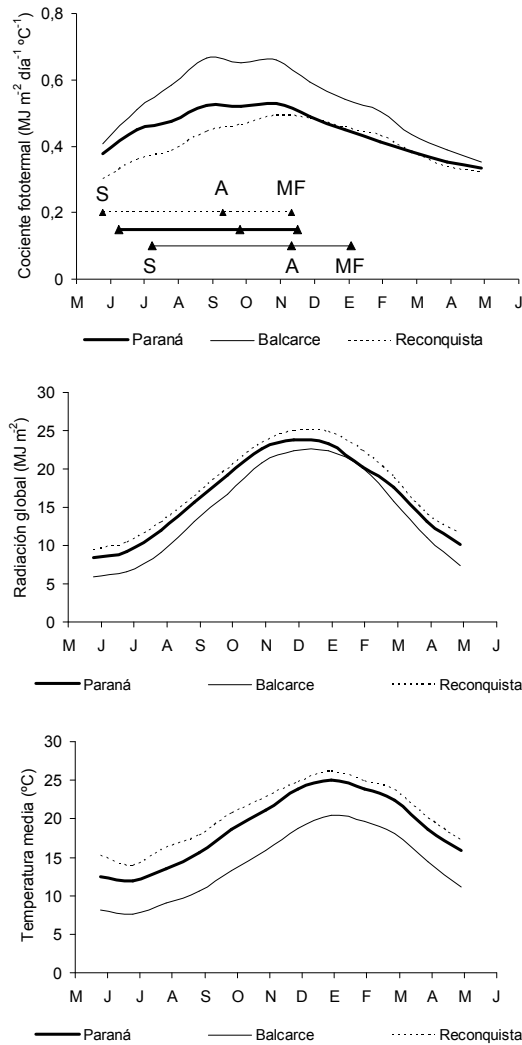 Cociente fototermal (MJ m-2 día-1 ºC-1)
0,8
0,6
0,4
0,2
0
S A MF
S A MF
M J J A S O N D E F M A M J
Paraná Balcarce Reconquista
Radiación global (MJ m-2)
30
25
20
15
10
5
0
M J J A S O N D E F M A M J
Paraná Balcarce Reconquista
Temperatura media (ºC)
30
25
20
15
10
5
0
M J J A S O N D E F M A M J
Paraná Balcarce Reconquista